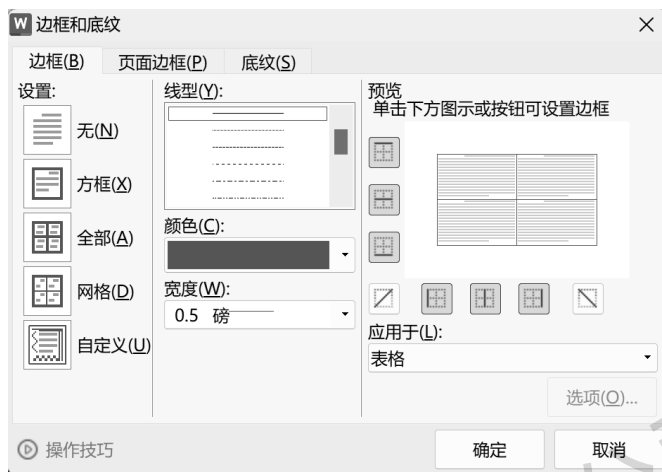 W 边框和底纹
边框(B) 页面边框(P) 底纹(S)
设置:
无(N)
方框(X)
全部(A)
网格(D)
自定义(U)
线型(Y):
颜色(C):
宽度(W):
0.5 磅
预览
单击下方图示或按钮可设置边框
应用于(L):
表格
选项(O)...
操作技巧
确定
取消